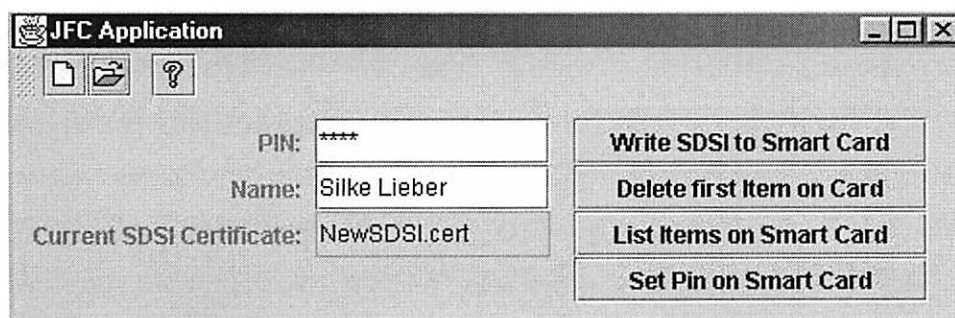 JFC Application
PIN: **** Write SDSI to Smart Card
Name: Silke Lieber Delete first Item on Card
Current SDSI Certificate: NewSDSI.cert List Items on Smart Card
Set Pin on Smart Card